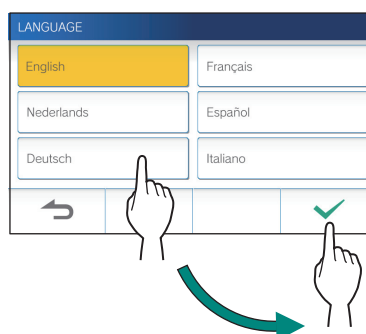 LANGUAGE
English
Français
Nederlands
Español
Deutsch
Italiano